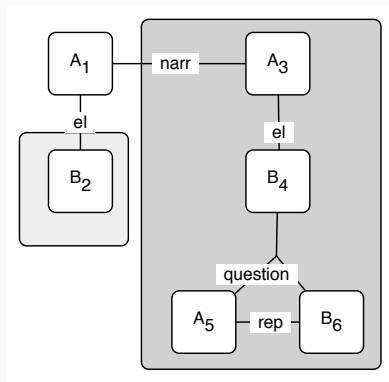 A1 narr A3
el
el
B2
B4
question
A5 rep B6